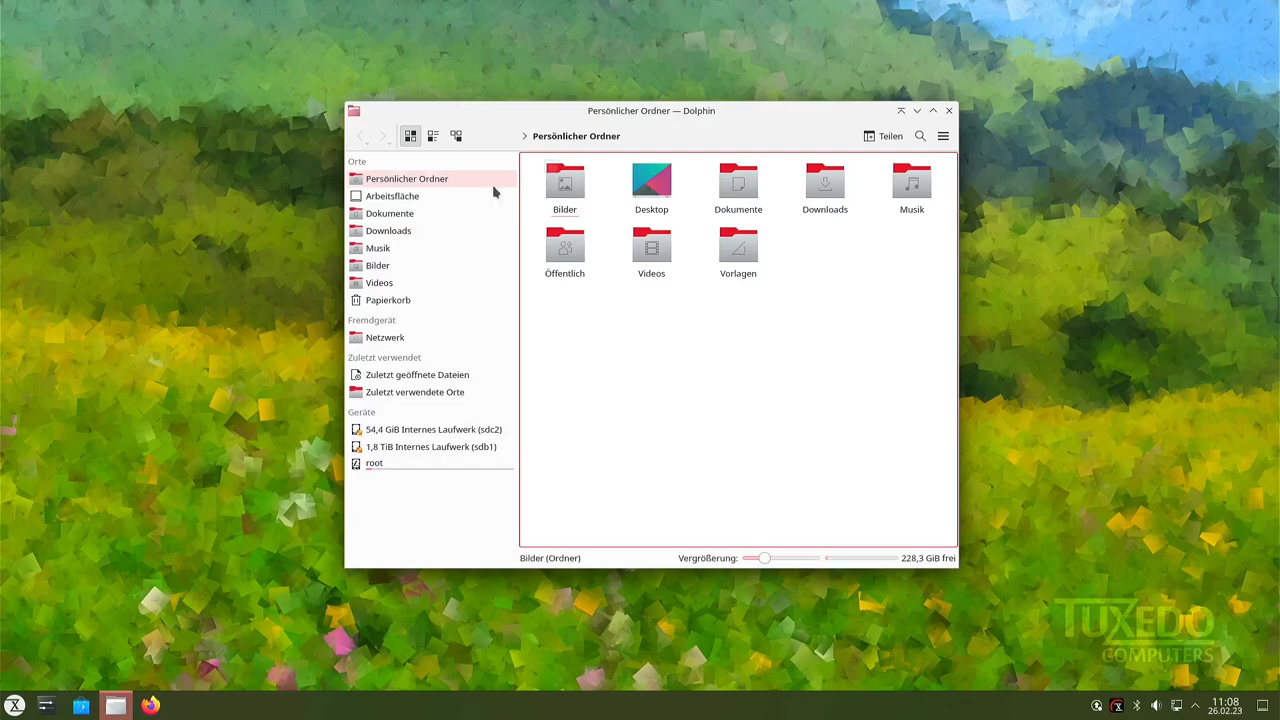 Persönlicher Ordner — Dolphin
Persönlicher Ordner
Teilen
Orte
Persönlicher Ordner
Arbeitsfläche
Dokumente
Downloads
Musik
Bilder
Videos
Papierkorb
Fremdgerät
Netzwerk
Zuletzt verwendet
Zuletzt geöffnete Dateien
Zuletzt verwendete Orte
Geräte
54,4 GiB Internes Laufwerk (sdc2)
1,8 TiB Internes Laufwerk (sdb1)
root
Bilder
Desktop
Dokumente
Downloads
Musik
Öffentlich
Videos
Vorlagen
Bilder (Ordner)
Vergrößerung:
228,3 GiB frei
TUXEDO
COMPUTERS
11:08
26.02.23